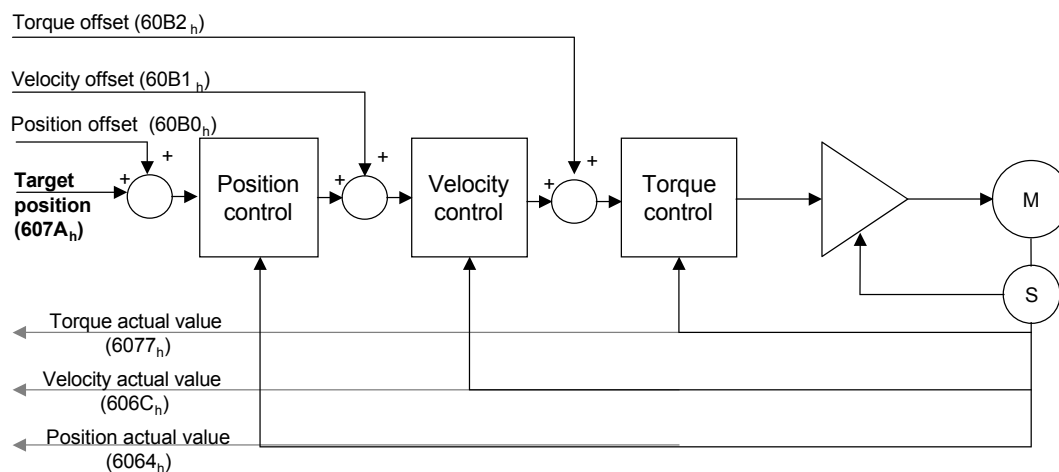 Torque offset (60B2h)
Velocity offset (60B1h)
Position offset (60B0h)
+
+
+
+
+
+
Target
position
(607Ah)
Position
control
Velocity
control
Torque
control
M
S
Torque actual value
(6077h)
Velocity actual value
(606Ch)
Position actual value
(6064h)